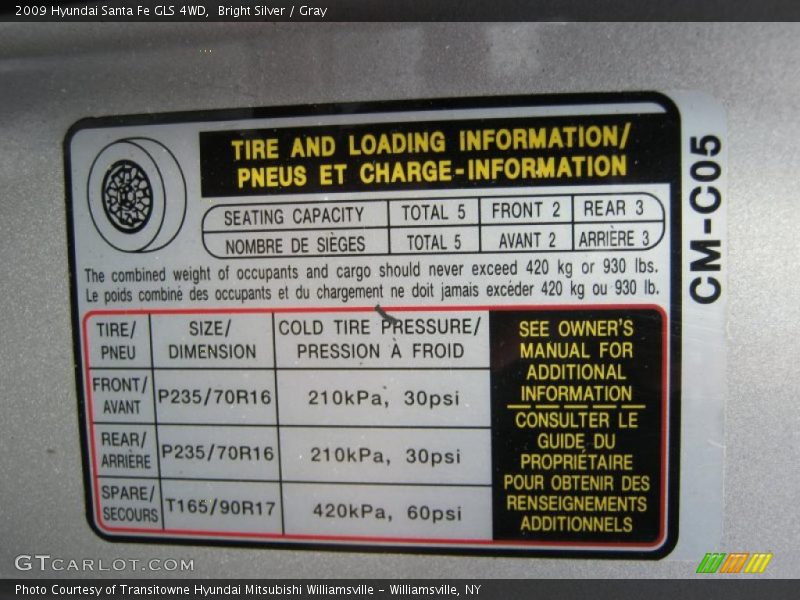 2009 Hyundai Santa Fe GLS 4WD, Bright Silver / Gray
TIRE AND LOADING INFORMATION/
PNEUS ET CHARGE-INFORMATION
SEATING CAPACITY TOTAL 5 FRONT 2 REAR 3
NOMBRE DE SIÈGES TOTAL 5 AVANT 2 ARRIÈRE 3
The combined weight of occupants and cargo should never exceed 420 kg or 930 lbs.
Le poids combiné des occupants et du chargement ne doit jamais excéder 420 kg ou 930 lb.
TIRE/
PNEU
SIZE/
DIMENSION
COLD TIRE PRESSURE/
PRESSION À FROID
FRONT/
AVANT
P235/70R16
210kPa, 30psi
REAR/
ARRIÈRE
P235/70R16
210kPa, 30psi
SPARE/
SECOURS
T165/90R17
420kPa, 60psi
SEE OWNER'S
MANUAL FOR
ADDITIONAL
INFORMATION
CONSULTER LE
GUIDE DU
PROPRIÉTAIRE
POUR OBTENIR DES
RENSEIGNEMENTS
ADDITIONNELS
CM-C05
GTCARLOT.COM
Photo Courtesy of Transitowne Hyundai Mitsubishi Williamsville - Williamsville, NY